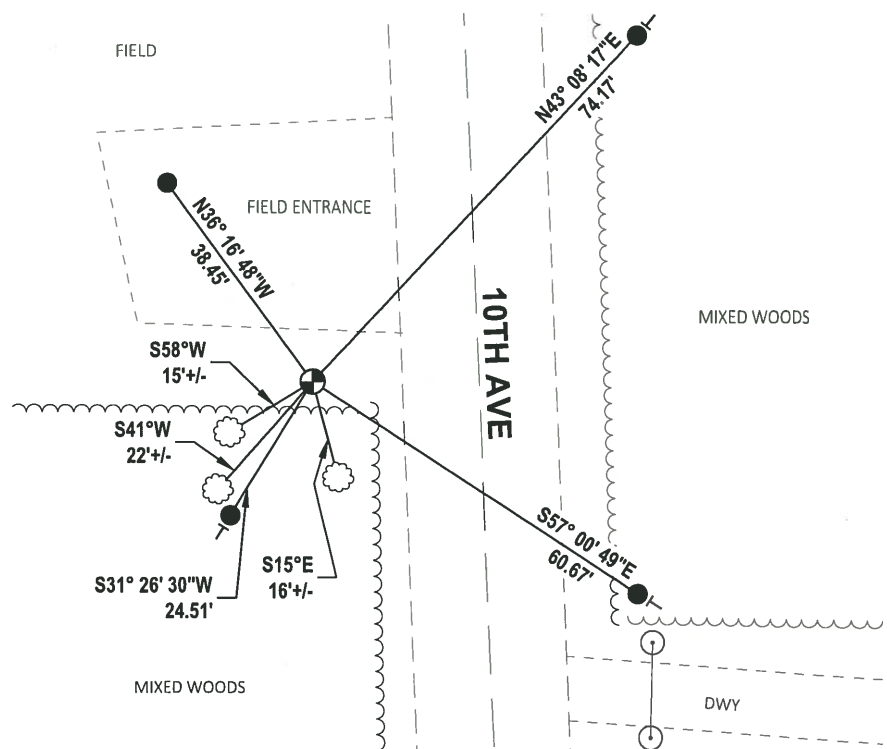 FIELD
N43° 08' 17"E
74.17'
FIELD ENTRANCE
N36° 16' 48"W
38.45'
10TH AVE
MIXED WOODS
S58°W
15'+/-
S41°W
22'+/-
S57° 00' 49"E
60.67'
S15°E
16'+/-
S31° 26' 30"W
24.51'
MIXED WOODS
DWY